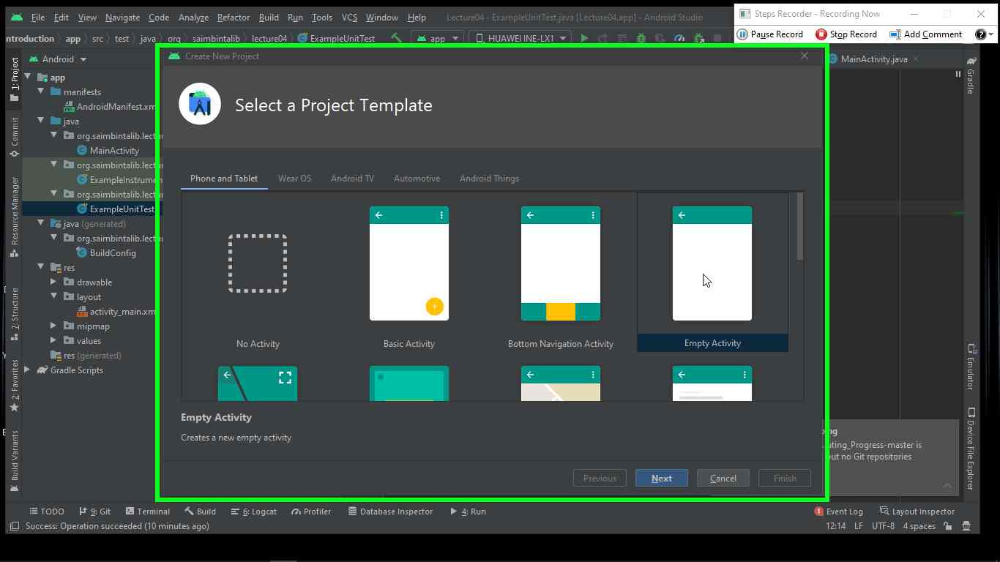 File Edit View Navigate Code Analyze Refactor Build Run Tools VCS Window Help Lecture04 - ExampleUnitTest.java [Lecture04.app] - Android Studio
Steps Recorder - Recording Now
Pause Record Stop Record Add Comment
ntroduction app src test java org saimbintalib lecture04 ExampleUnitTest app HUAWEI INE-LX1
Android
MainActivity.java
1: Project
Commit
Resource Manager
7: Structure
2: Favorites
Build Variants
app
manifests
AndroidManifest.xm
java
org.saimbintalib.lectur
MainActivity
org.saimbintalib.lectur
ExampleInstrumen
org.saimbintalib.lectur
ExampleUnitTest
java (generated)
org.saimbintalib.lectur
BuildConfig
res
drawable
layout
activity_main.xm
mipmap
values
res (generated)
Gradle Scripts
Create New Project
Select a Project Template
Phone and Tablet Wear OS Android TV Automotive Android Things
No Activity Basic Activity Bottom Navigation Activity Empty Activity
Empty Activity
Creates a new empty activity
Previous Next Cancel Finish
Gradle
Emulator
Device File Explorer
uting_Progress-master is
out no Git repositories
TODO 9: Git Terminal Build 6: Logcat Profiler Database Inspector 4: Run 1 Event Log Layout Inspector
Success: Operation succeeded (10 minutes ago) 12:14 LF UTF-8 4 spaces